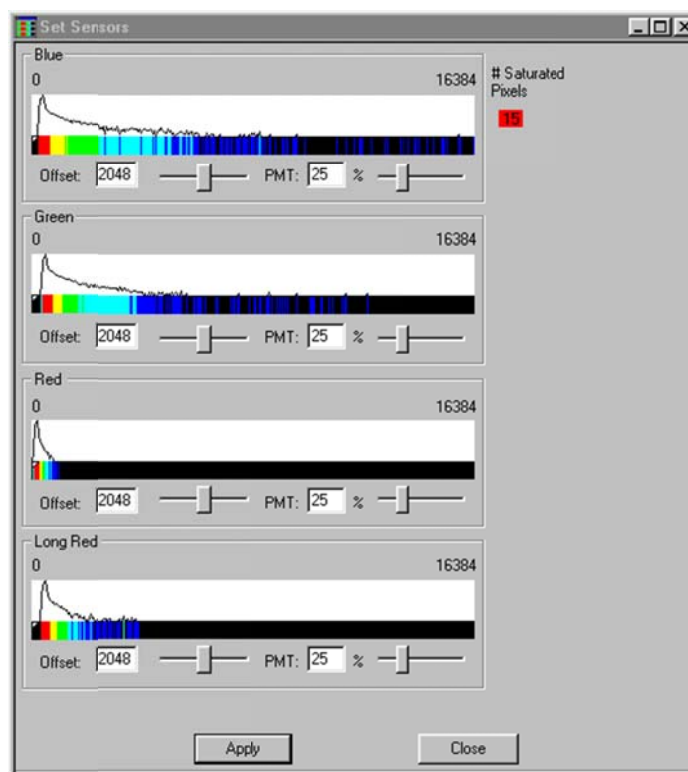 Set Sensors
Blue
0 16384
# Saturated
Pixels
15
Offset: 2048 PMT: 25 %
Green
0 16384
Offset: 2048 PMT: 25 %
Red
0 16384
Offset: 2048 PMT: 25 %
Long Red
0 16384
Offset: 2048 PMT: 25 %
Apply Close